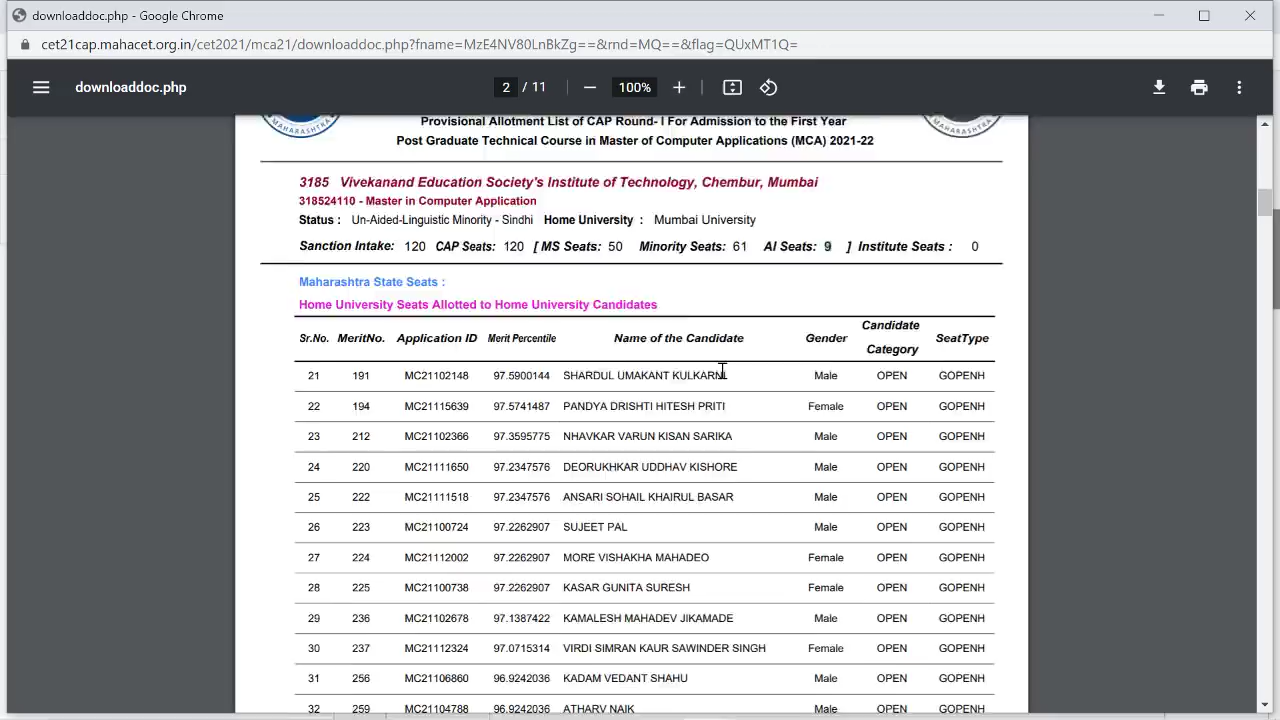 downloaddoc.php - Google Chrome
cet21cap.mahacet.org.in/cet2021/mca21/downloaddoc.php?fname=MzE4NV80LnBkZg==&rnd=MQ==&flag=QUxMT1Q=
downloaddoc.php 2 / 11 100%
MAHARASHTRA
Provisional Allotment List of CAP Round- I For Admission to the First Year
Post Graduate Technical Course in Master of Computer Applications (MCA) 2021-22
3185 Vivekanand Education Society's Institute of Technology, Chembur, Mumbai
318524110 - Master in Computer Application
Status : Un-Aided-Linguistic Minority - Sindhi Home University : Mumbai University
Sanction Intake: 120 CAP Seats: 120 [ MS Seats: 50 Minority Seats: 61 AI Seats: 9 ] Institute Seats : 0
Maharashtra State Seats :
Home University Seats Allotted to Home University Candidates
Sr.No. MeritNo. Application ID Merit Percentile Name of the Candidate Gender Candidate Category SeatType
21 191 MC21102148 97.5900144 SHARDUL UMAKANT KULKARNI Male OPEN GOPENH
22 194 MC21115639 97.5741487 PANDYA DRISHTI HITESH PRITI Female OPEN GOPENH
23 212 MC21102366 97.3595775 NHAVKAR VARUN KISAN SARIKA Male OPEN GOPENH
24 220 MC21111650 97.2347576 DEORUKHKAR UDDHAV KISHORE Male OPEN GOPENH
25 222 MC21111518 97.2347576 ANSARI SOHAIL KHAIRUL BASAR Male OPEN GOPENH
26 223 MC21100724 97.2262907 SUJEET PAL Male OPEN GOPENH
27 224 MC21112002 97.2262907 MORE VISHAKHA MAHADEO Female OPEN GOPENH
28 225 MC21100738 97.2262907 KASAR GUNITA SURESH Female OPEN GOPENH
29 236 MC21102678 97.1387422 KAMALESH MAHADEV JIKAMADE Male OPEN GOPENH
30 237 MC21112324 97.0715314 VIRDI SIMRAN KAUR SAWINDER SINGH Female OPEN GOPENH
31 256 MC21106860 96.9242036 KADAM VEDANT SHAHU Male OPEN GOPENH
32 259 MC21104788 96.9242036 ATHARV NAIK Male OPEN GOPENH